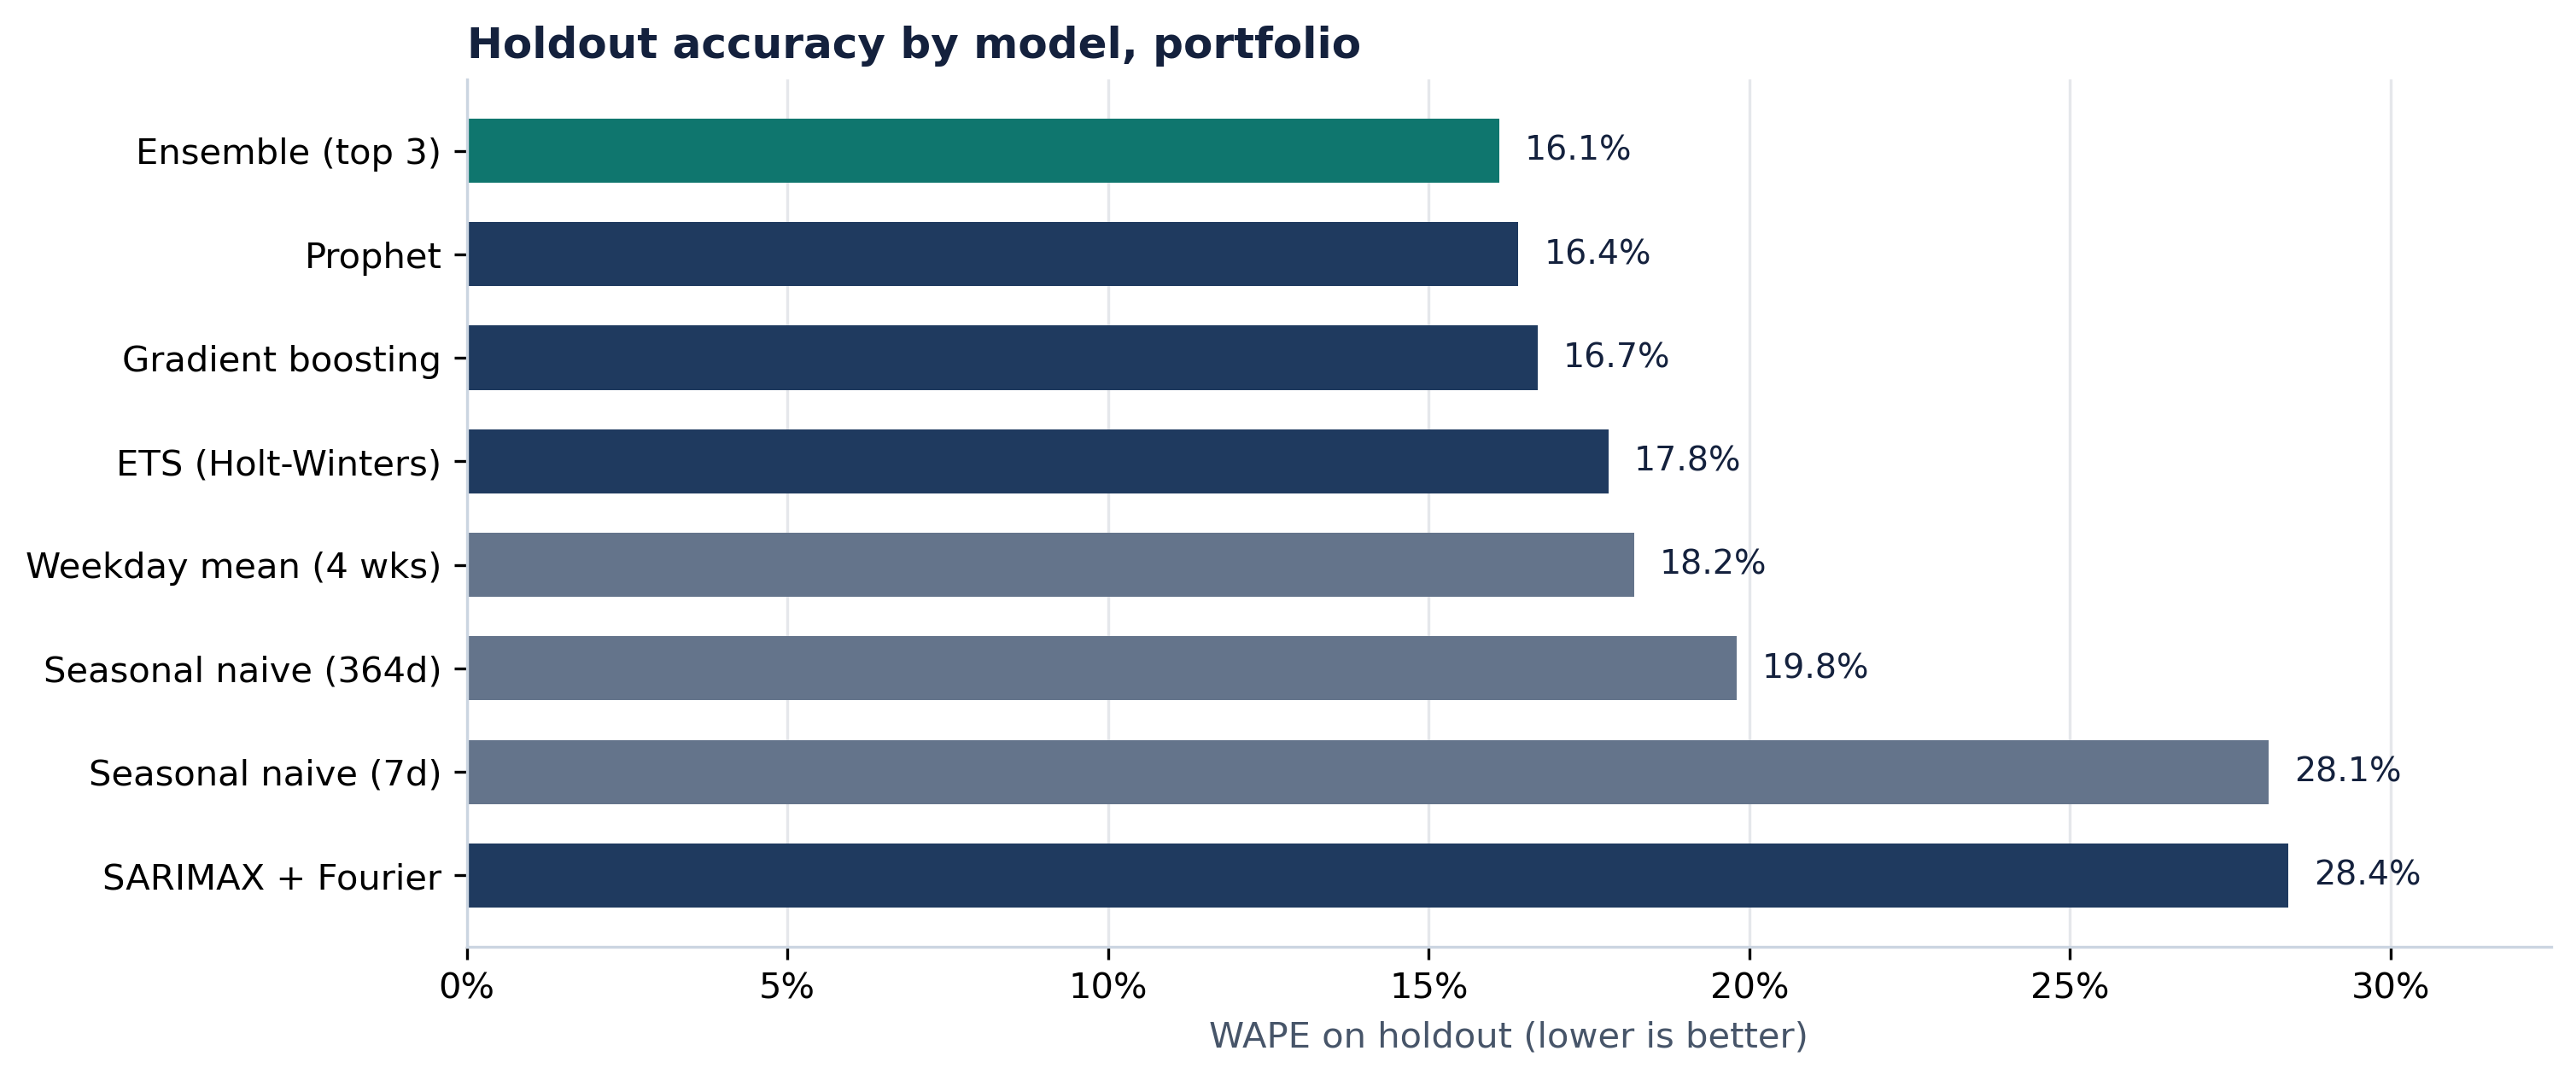 Holdout accuracy by model, portfolio
Ensemble (top 3) 16.1%
Prophet 16.4%
Gradient boosting 16.7%
ETS (Holt-Winters) 17.8%
Weekday mean (4 wks) 18.2%
Seasonal naive (364d) 19.8%
Seasonal naive (7d) 28.1%
SARIMAX + Fourier 28.4%
0% 5% 10% 15% 20% 25% 30%
WAPE on holdout (lower is better)